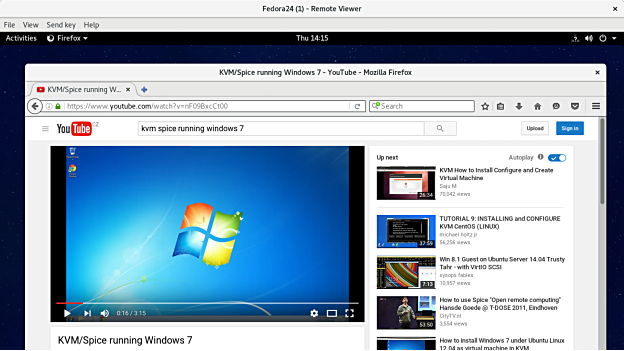 Fedora24 (1) - Remote Viewer
File View Send key Help
Activities Firefox Thu 14:15
KVM/Spice running Windows 7 - YouTube - Mozilla Firefox
KVM/Spice running W...
https://www.youtube.com/watch?v=nF09BxcCt00
Search
YouTube CZ
kvm spice running windows 7
Upload
Sign in
0:16 / 3:15
KVM/Spice running Windows 7
Up next
Autoplay
KVM How to Install Configure and Create
Virtual Machine
Saju M
70,042 views
26:34
TUTORIAL 9: INSTALLING and CONFIGURE
KVM CentOS (LINUX)
michael holtz jr
56,256 views
37:59
Win 8.1 Guest on Ubuntu Server 14.04 Trusty
Tahr - with VirtIO SCSI
sysops fables
10,957 views
7:13
How to use Spice "Open remote computing"
Hansde Goede @ T-DOSE 2011, Eindhoven
CityTV.nl
3,554 views
53:50
How to install Windows 7 under Ubuntu Linux
12.04 as virtual machine in KVM